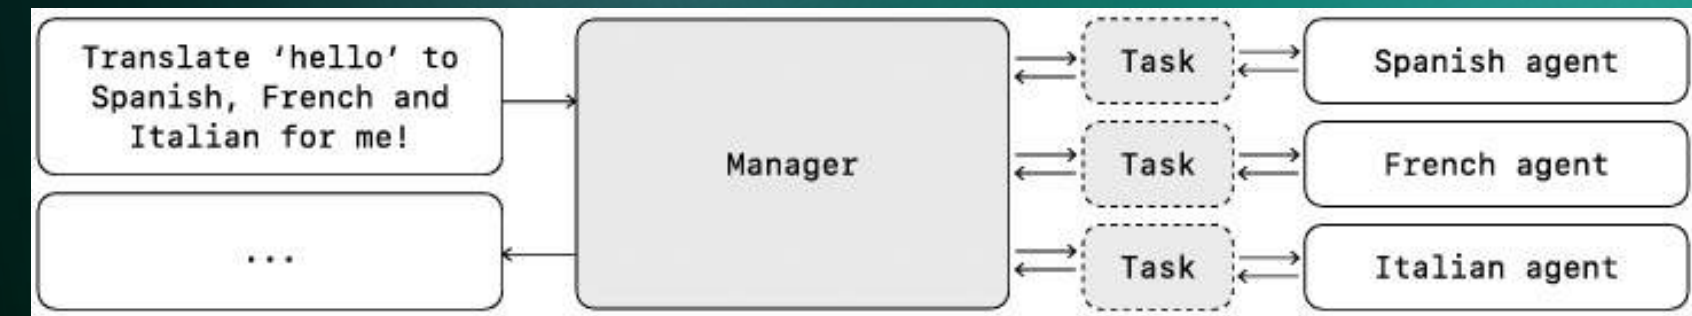 Translate ‘hello’ to
Spanish, French and
Italian for me!
...
Manager
Task
Spanish agent
Task
French agent
Task
Italian agent